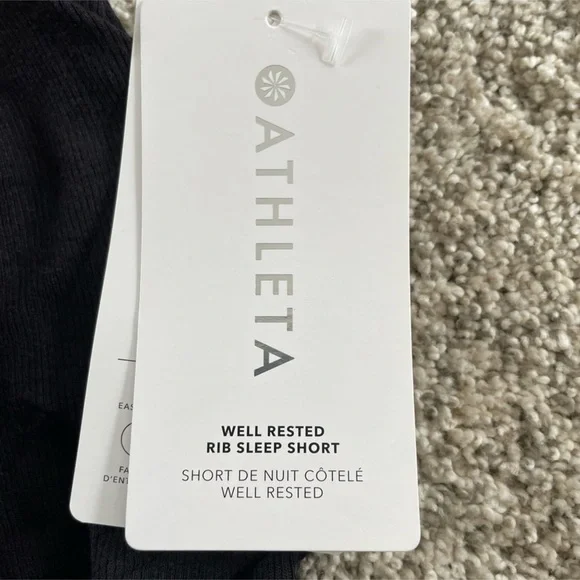 ATHLETA
WELL RESTED
RIB SLEEP SHORT
SHORT DE NUIT CÔTELÉ
WELL RESTED